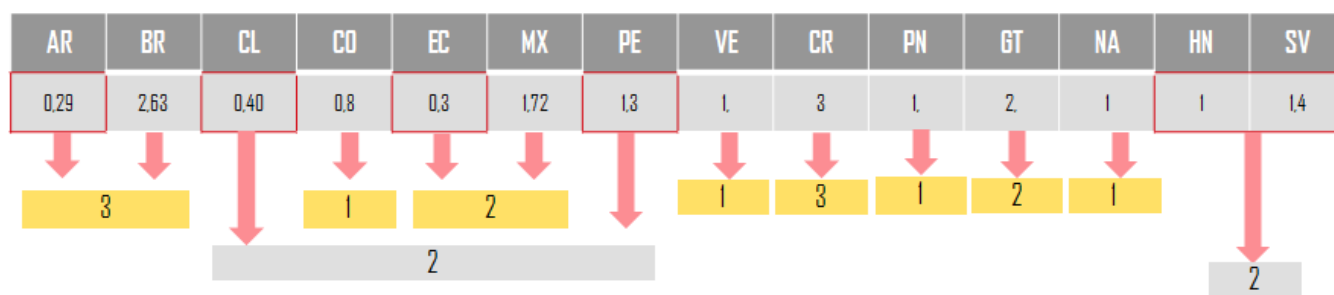 AR BR CL CO EC MX PE VE CR PN GT NA HN SV
0,29 2,63 0,40 0,8 0,3 1,72 1,3 1, 3 1, 2, 1 1 1,4
3 1 2 1 3 1 2 1
2 2